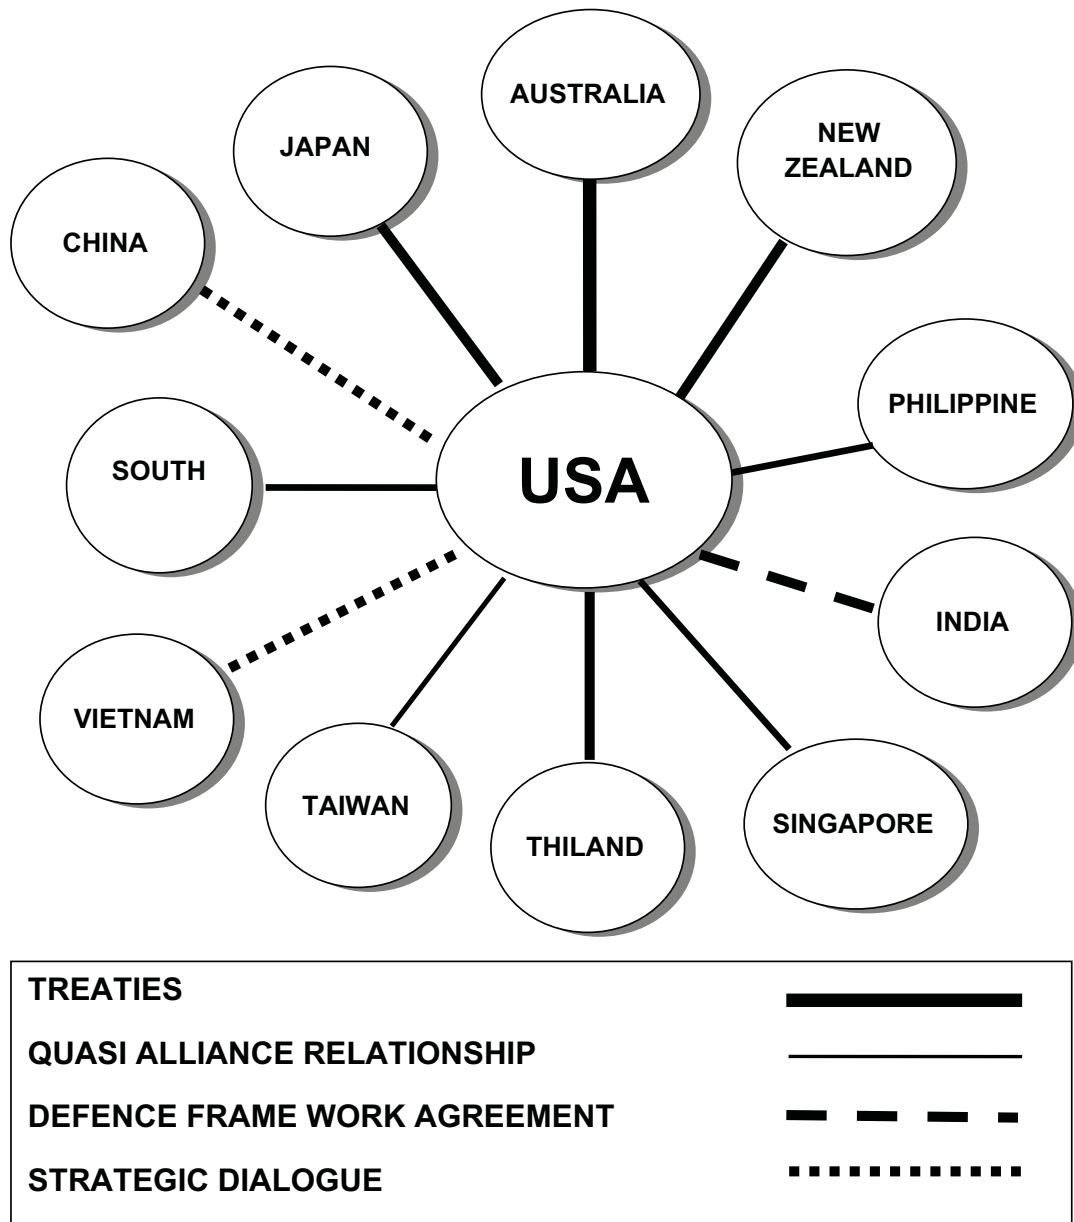 AUSTRALIA
JAPAN
NEW
ZEALAND
CHINA
PHILIPPINE
SOUTH
USA
INDIA
VIETNAM
TAIWAN
THILAND
SINGAPORE
TREATIES
QUASI ALLIANCE RELATIONSHIP
DEFENCE FRAME WORK AGREEMENT
STRATEGIC DIALOGUE